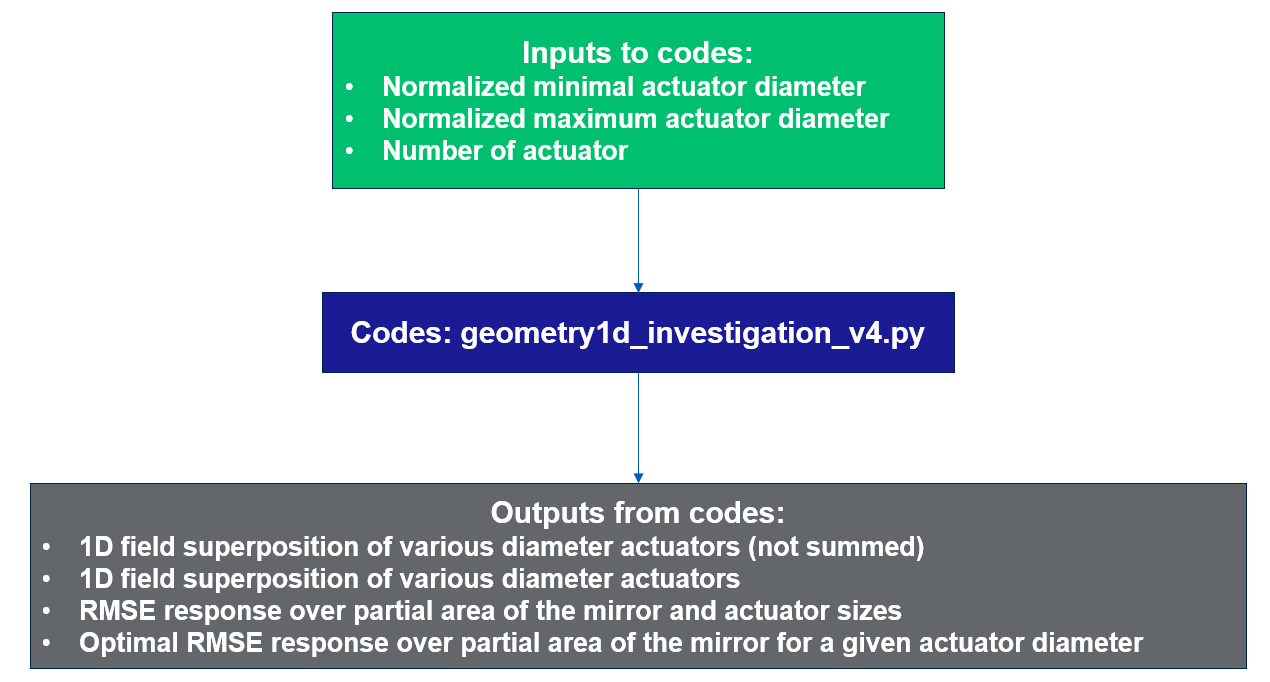 Inputs to codes:
• Normalized minimal actuator diameter
• Normalized maximum actuator diameter
• Number of actuator
Codes: geometry1d_investigation_v4.py
Outputs from codes:
• 1D field superposition of various diameter actuators (not summed)
• 1D field superposition of various diameter actuators
• RMSE response over partial area of the mirror and actuator sizes
• Optimal RMSE response over partial area of the mirror for a given actuator diameter